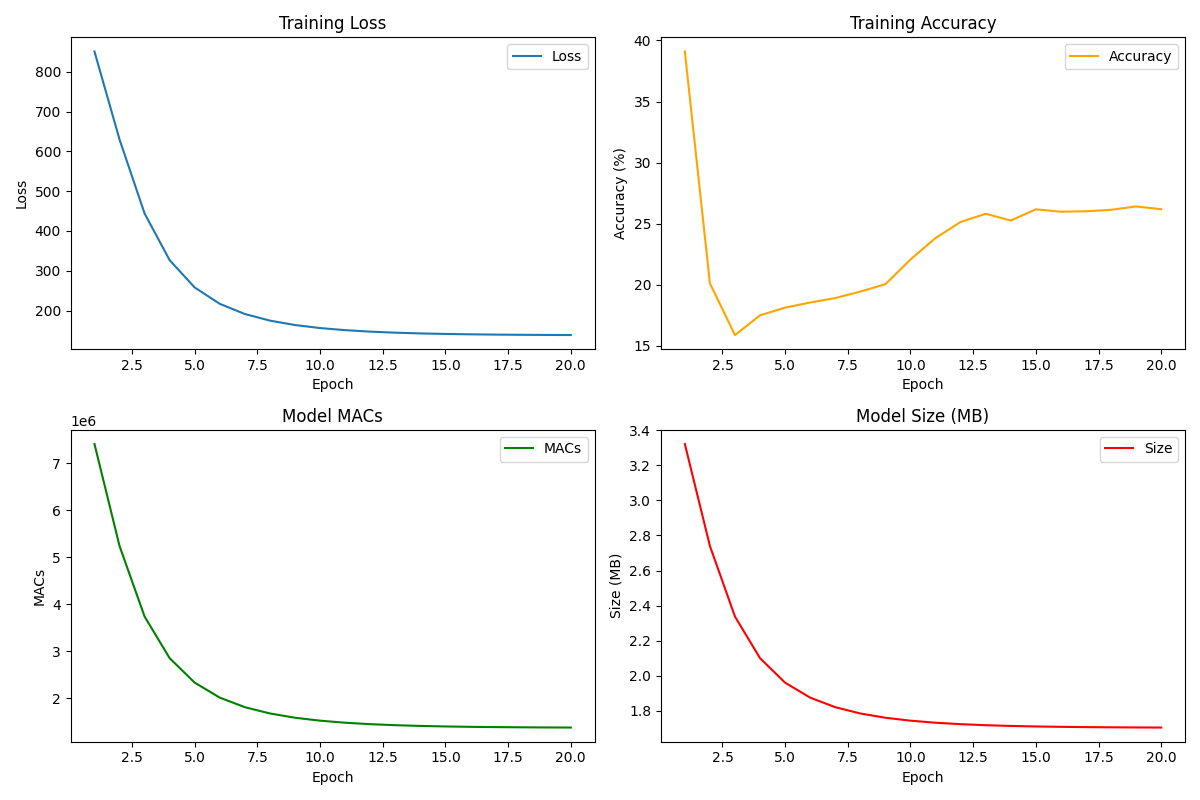 Training Loss
Loss
800
700
600
500
400
300
200
Loss
2.5 5.0 7.5 10.0 12.5 15.0 17.5 20.0
Epoch
Training Accuracy
Accuracy
40
35
30
25
20
15
Accuracy (%)
2.5 5.0 7.5 10.0 12.5 15.0 17.5 20.0
Epoch
Model MACs
1e6
MACs
7
6
5
4
3
2
MACs
2.5 5.0 7.5 10.0 12.5 15.0 17.5 20.0
Epoch
Model Size (MB)
Size
3.4
3.2
3.0
2.8
2.6
2.4
2.2
2.0
1.8
Size (MB)
2.5 5.0 7.5 10.0 12.5 15.0 17.5 20.0
Epoch